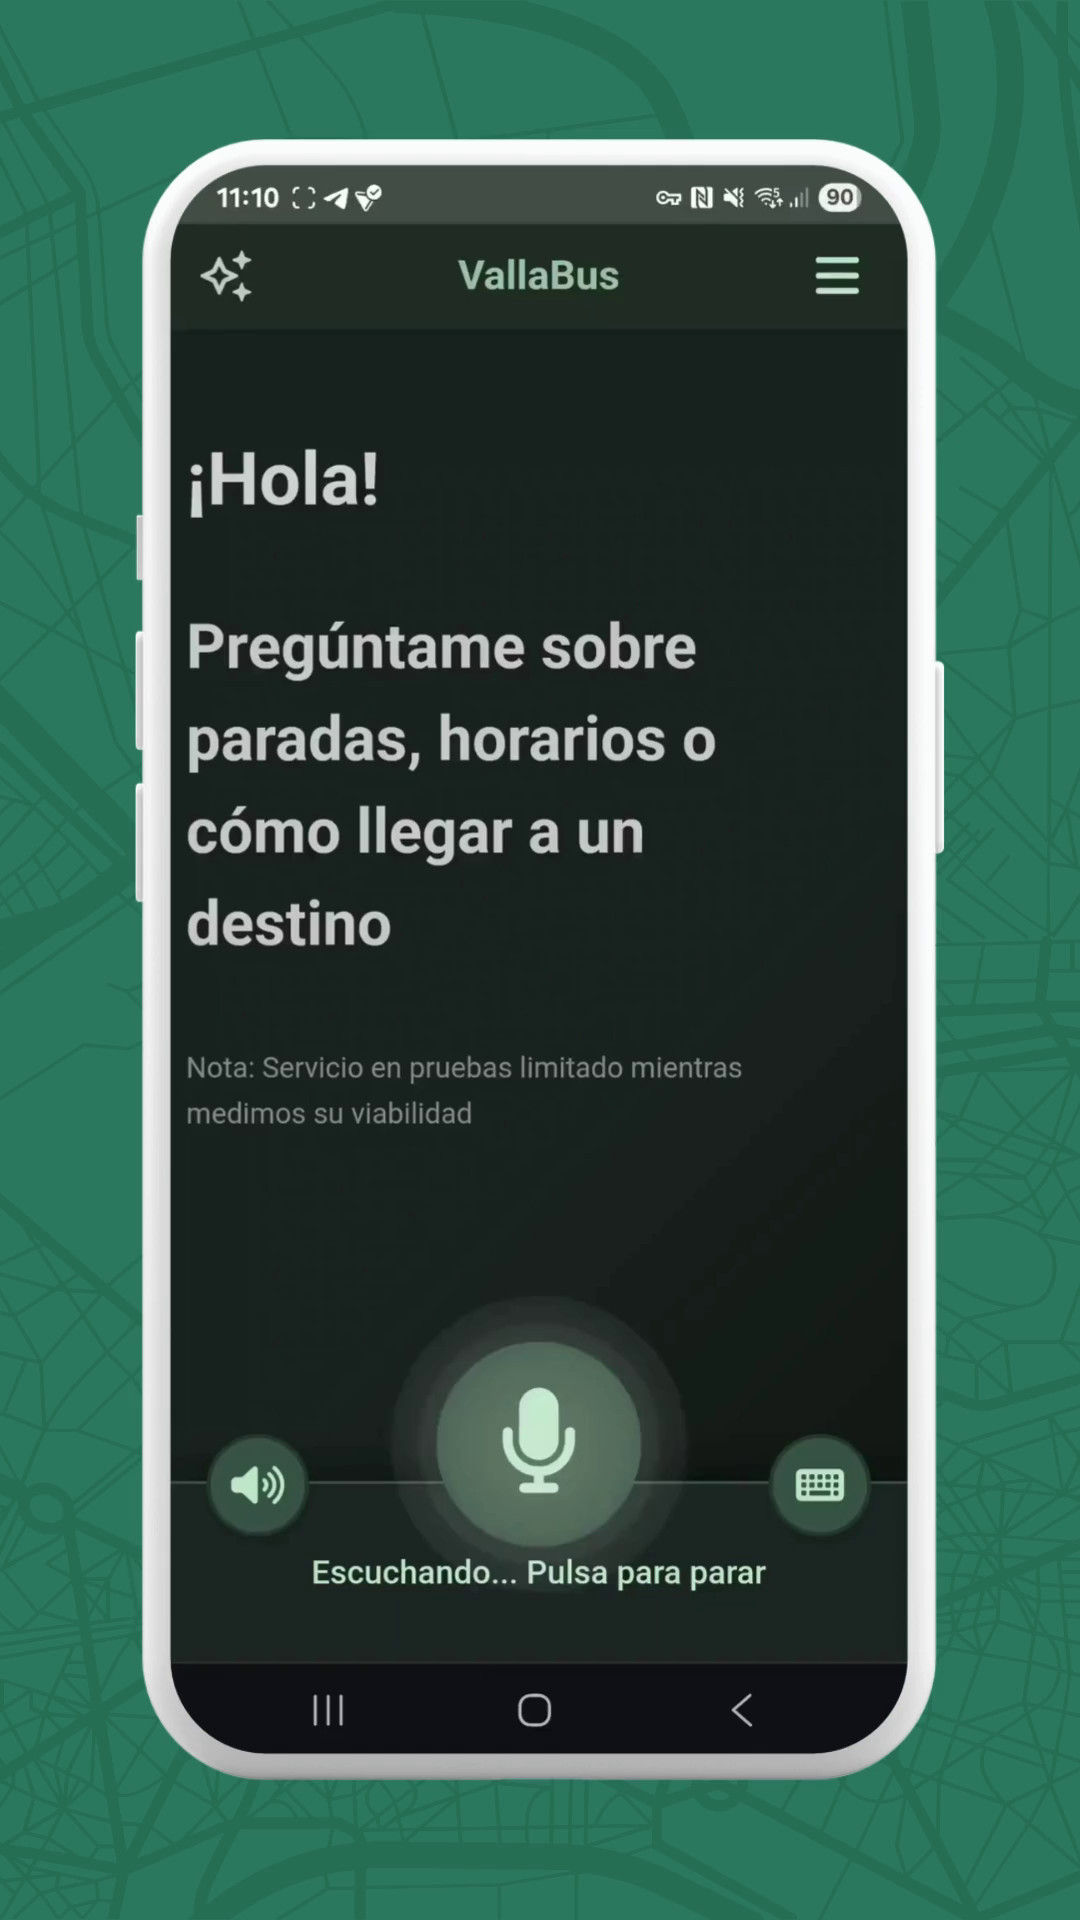 11:10
5
90
VallaBus
¡Hola!
Pregúntame sobre
paradas, horarios o
cómo llegar a un
destino
Nota: Servicio en pruebas limitado mientras
medimos su viabilidad
Escuchando... Pulsa para parar